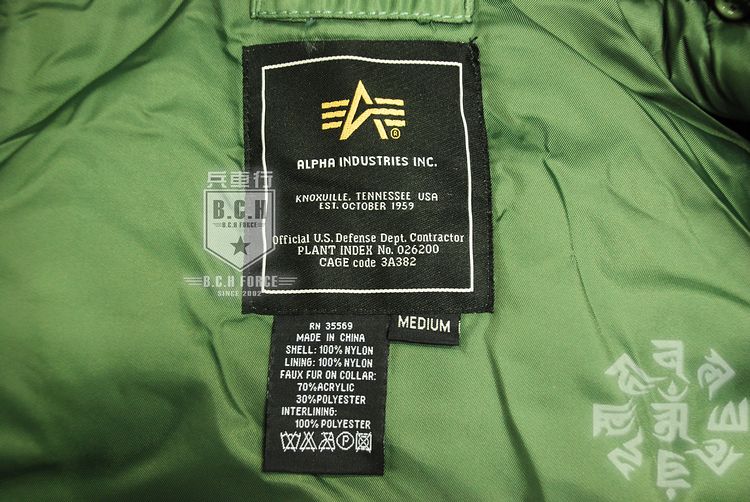 ALPHA INDUSTRIES INC.
KNOXVILLE, TENNESSEE USA
EST. OCTOBER 1959
Official U.S. Defense Dept. Contractor
PLANT INDEX No. 026200
CAGE code 3A382
MEDIUM
RN 35569
MADE IN CHINA
SHELL: 100% NYLON
LINING: 100% NYLON
FAUX FUR ON COLLAR:
70% ACRYLIC
30% POLYESTER
INTERLINING:
100% POLYESTER
兵車行
B.C.H
B.C.H FORCE
B.C.H FORCE
SINCE 2002